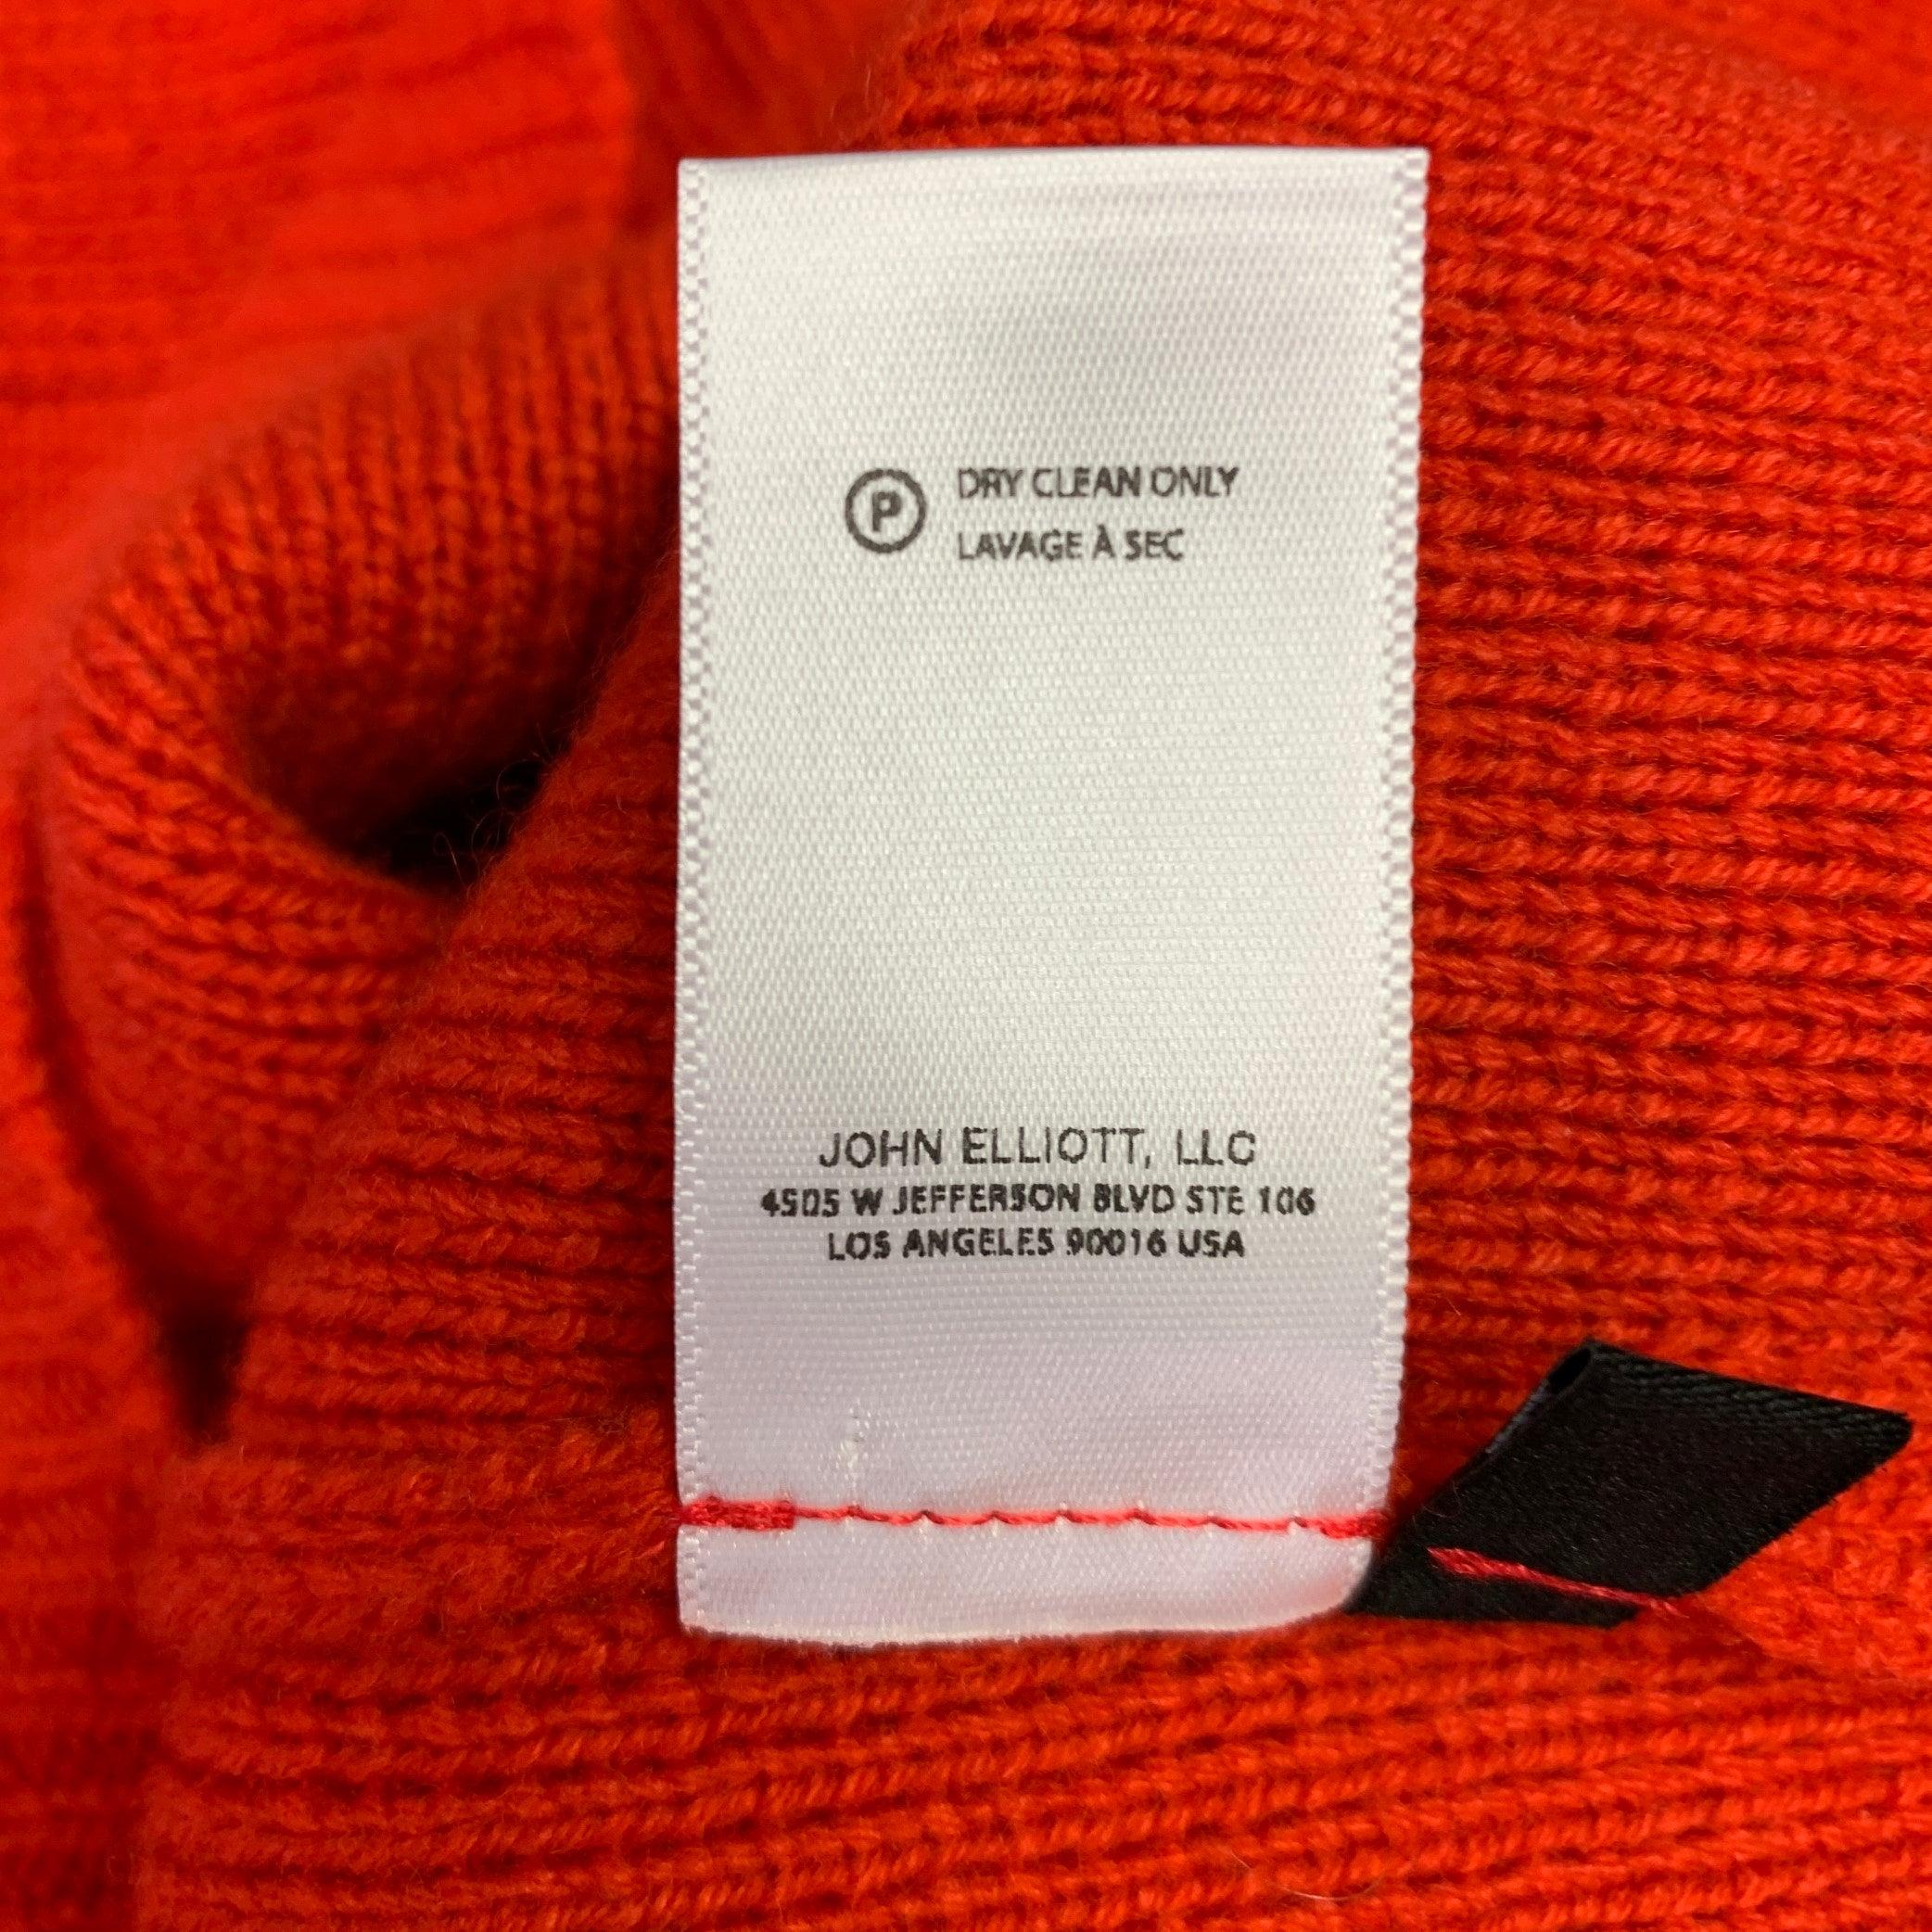 Ⓟ DRY CLEAN ONLY
LAVAGE À SEC
JOHN ELLIOTT, LLC
4505 W JEFFERSON BLVD STE 106
LOS ANGELES 90016 USA